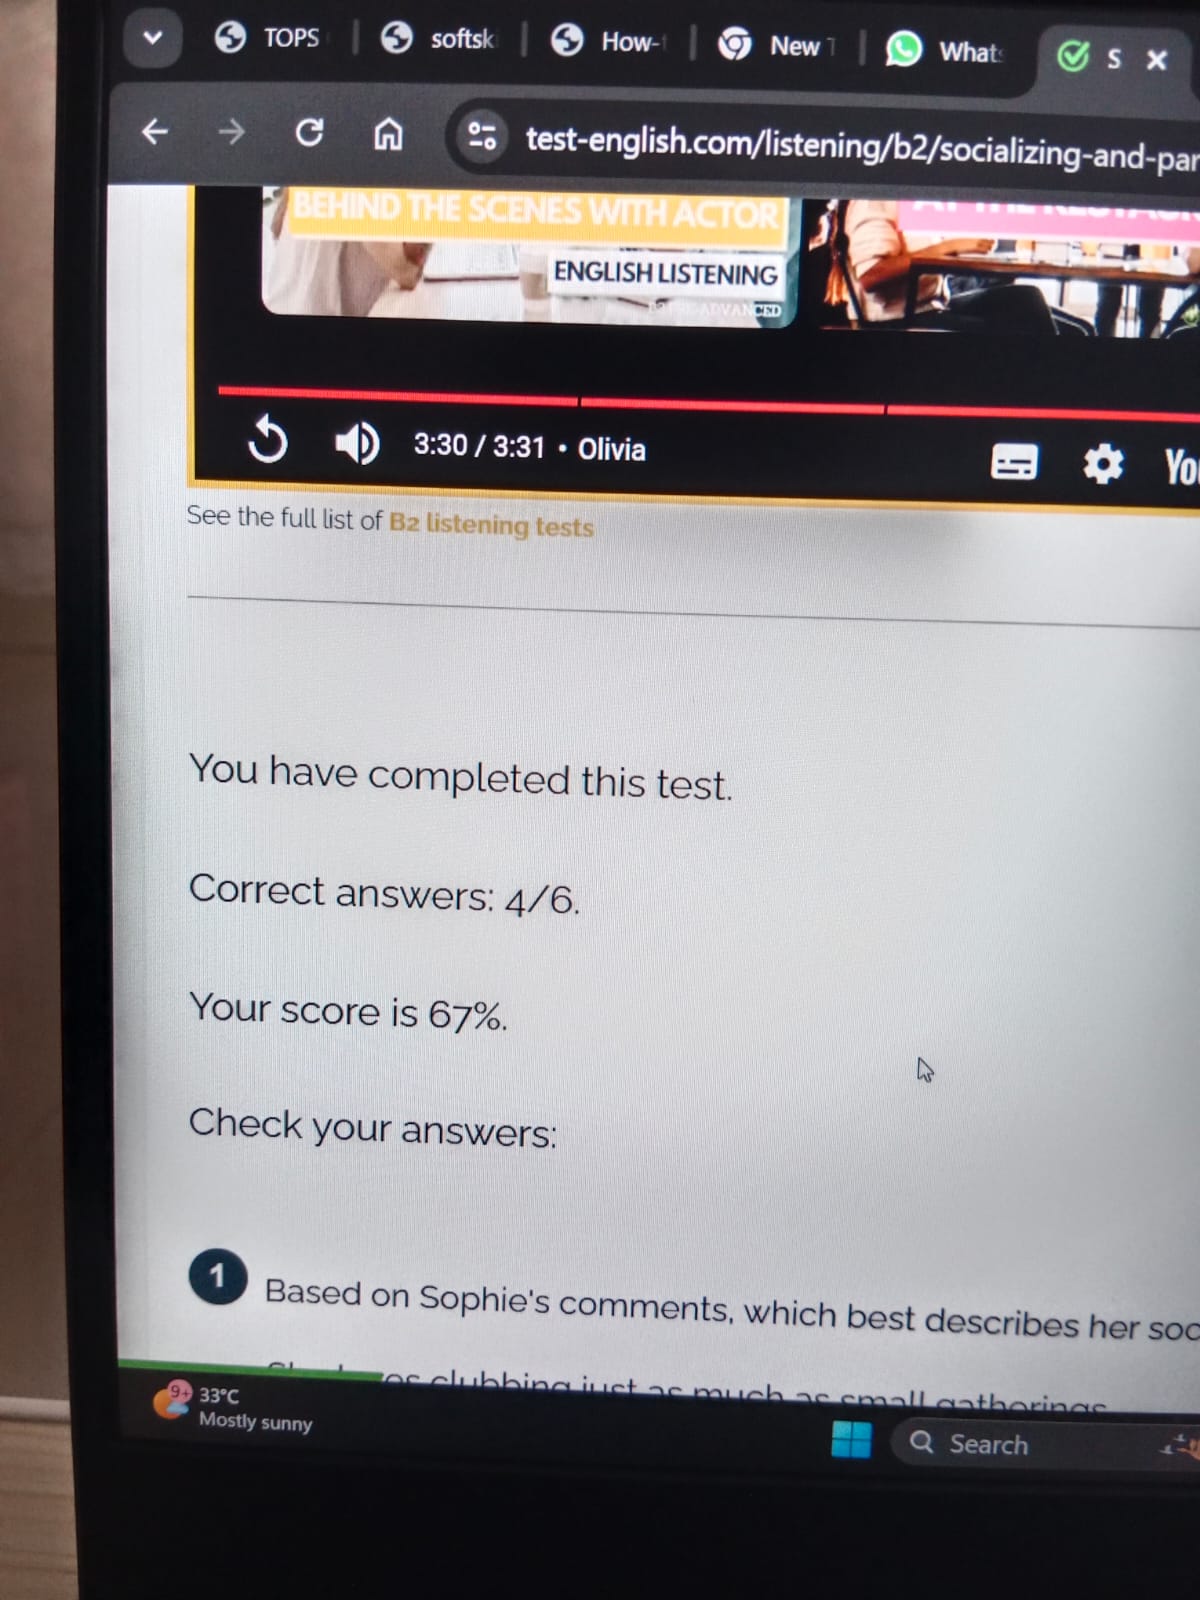 TOPS
softsk
How-
New
What
S
test-english.com/listening/b2/socializing-and-par
BEHIND THE SCENES WITH ACTOR
ENGLISH LISTENING
ADVANCED
3:30 / 3:31 • Olivia
You
See the full list of B2 listening tests
You have completed this test.
Correct answers: 4/6.
Your score is 67%.
Check your answers:
1
Based on Sophie's comments, which best describes her soc
clubbing just as much as small gatherings
9+
33°C
Mostly sunny
Search